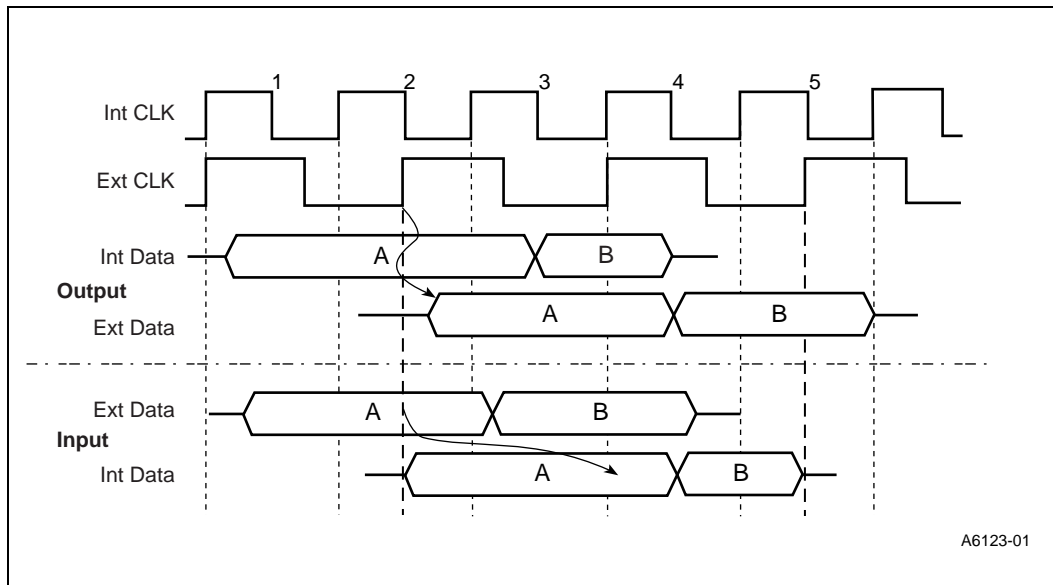 1 2 3 4 5
Int CLK
Ext CLK
Int Data A B
Output
Ext Data A B
Ext Data A B
Input
Int Data A B
A6123-01